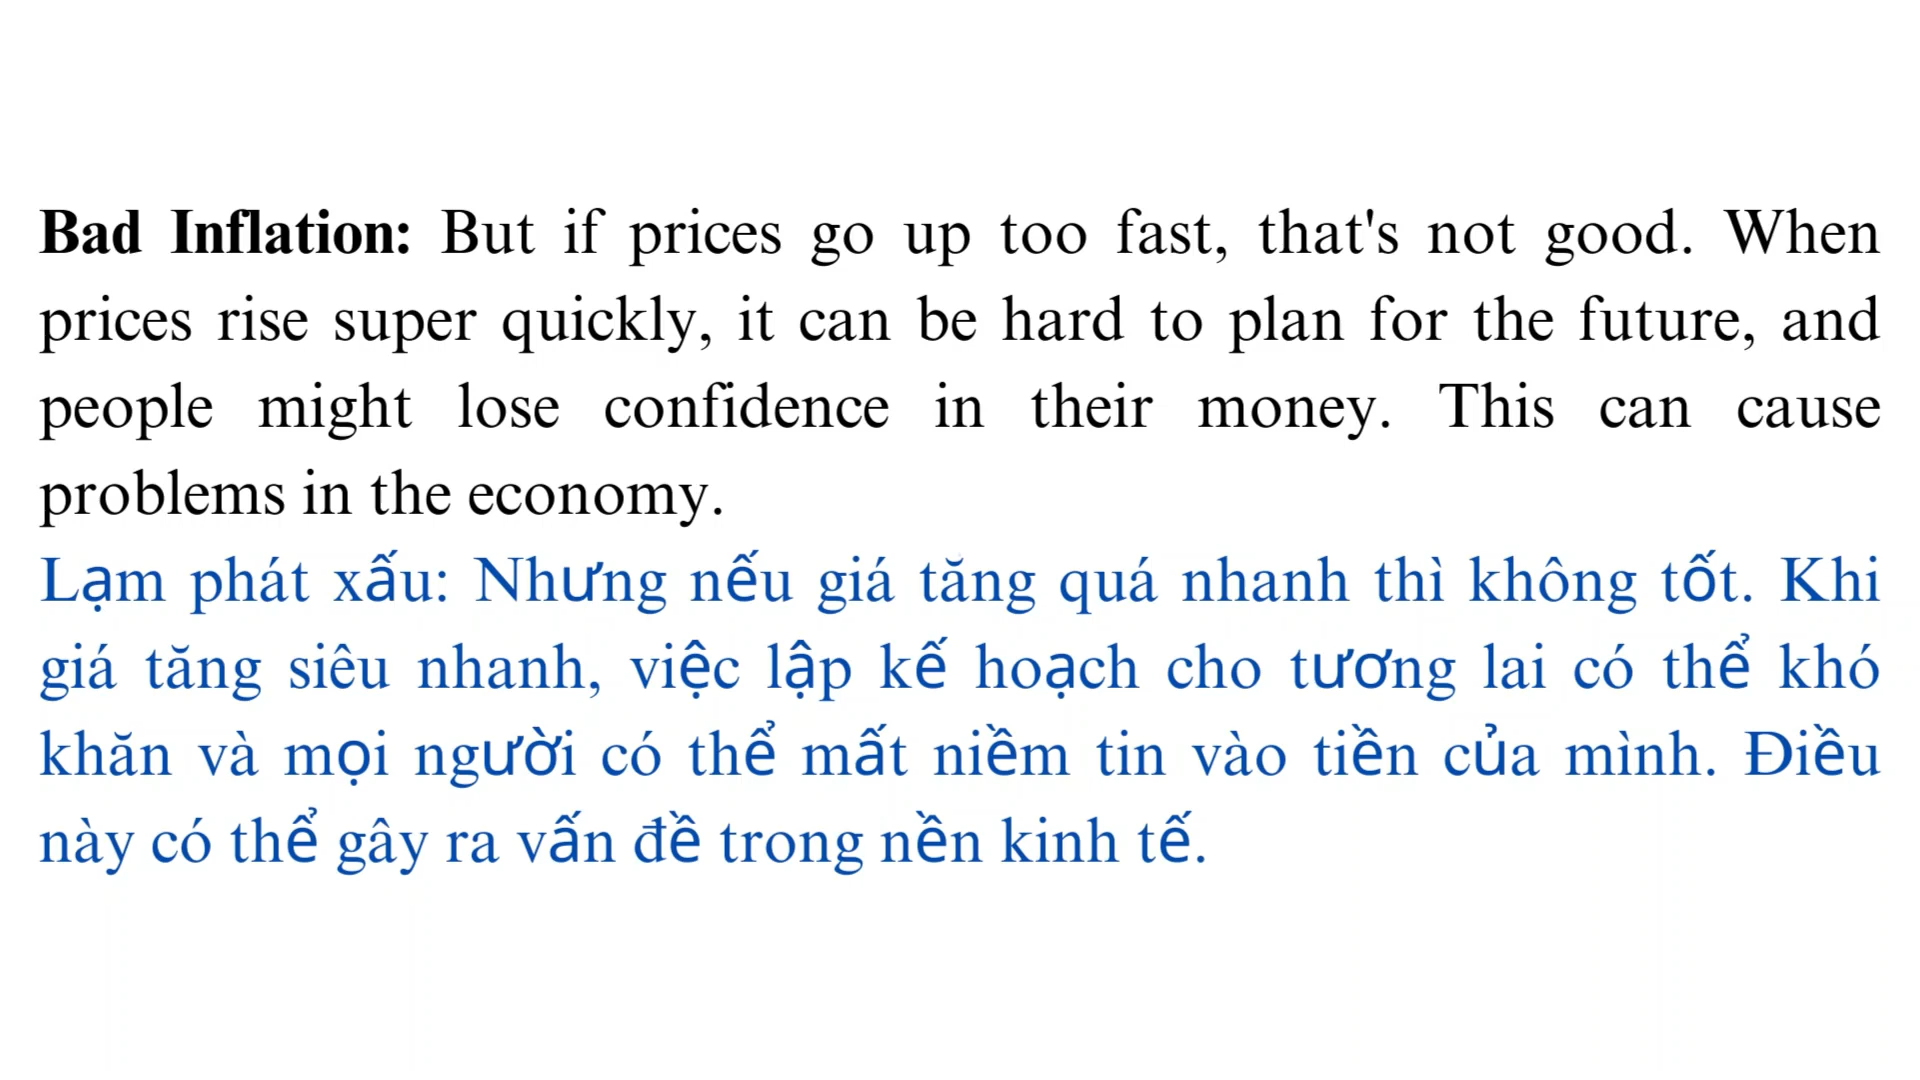 Bad Inflation: But if prices go up too fast, that's not good. When
prices rise super quickly, it can be hard to plan for the future, and
people might lose confidence in their money. This can cause
problems in the economy.
Lạm phát xấu: Nhưng nếu giá tăng quá nhanh thì không tốt. Khi
giá tăng siêu nhanh, việc lập kế hoạch cho tương lai có thể khó
khăn và mọi người có thể mất niềm tin vào tiền của mình. Điều
này có thể gây ra vấn đề trong nền kinh tế.